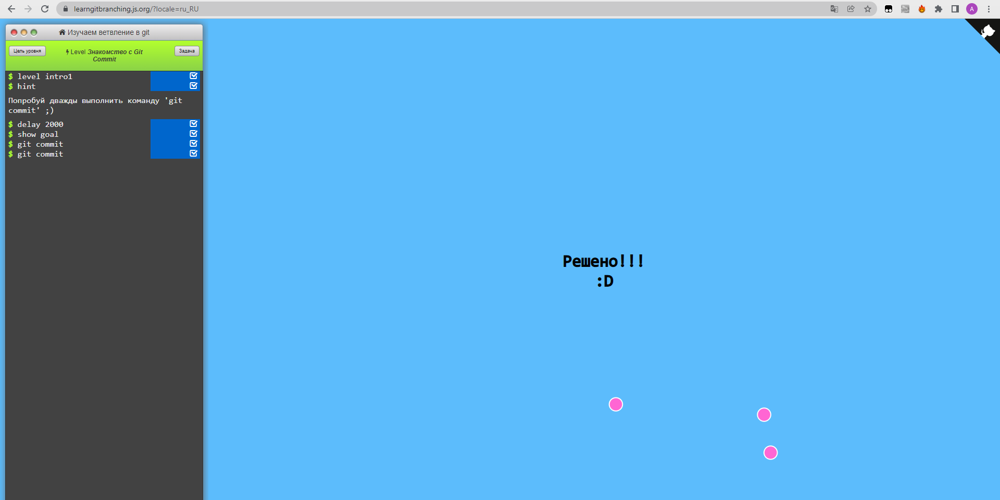 learngitbranching.js.org/?locale=ru_RU
A
Изучаем ветвление в git
Цель уровня
Level Знакомство с Git
Commit
Задача
$ level intro1
$ hint
Попробуй дважды выполнить команду 'git
commit' ;)
$ delay 2000
$ show goal
$ git commit
$ git commit
Решено!!!
:D